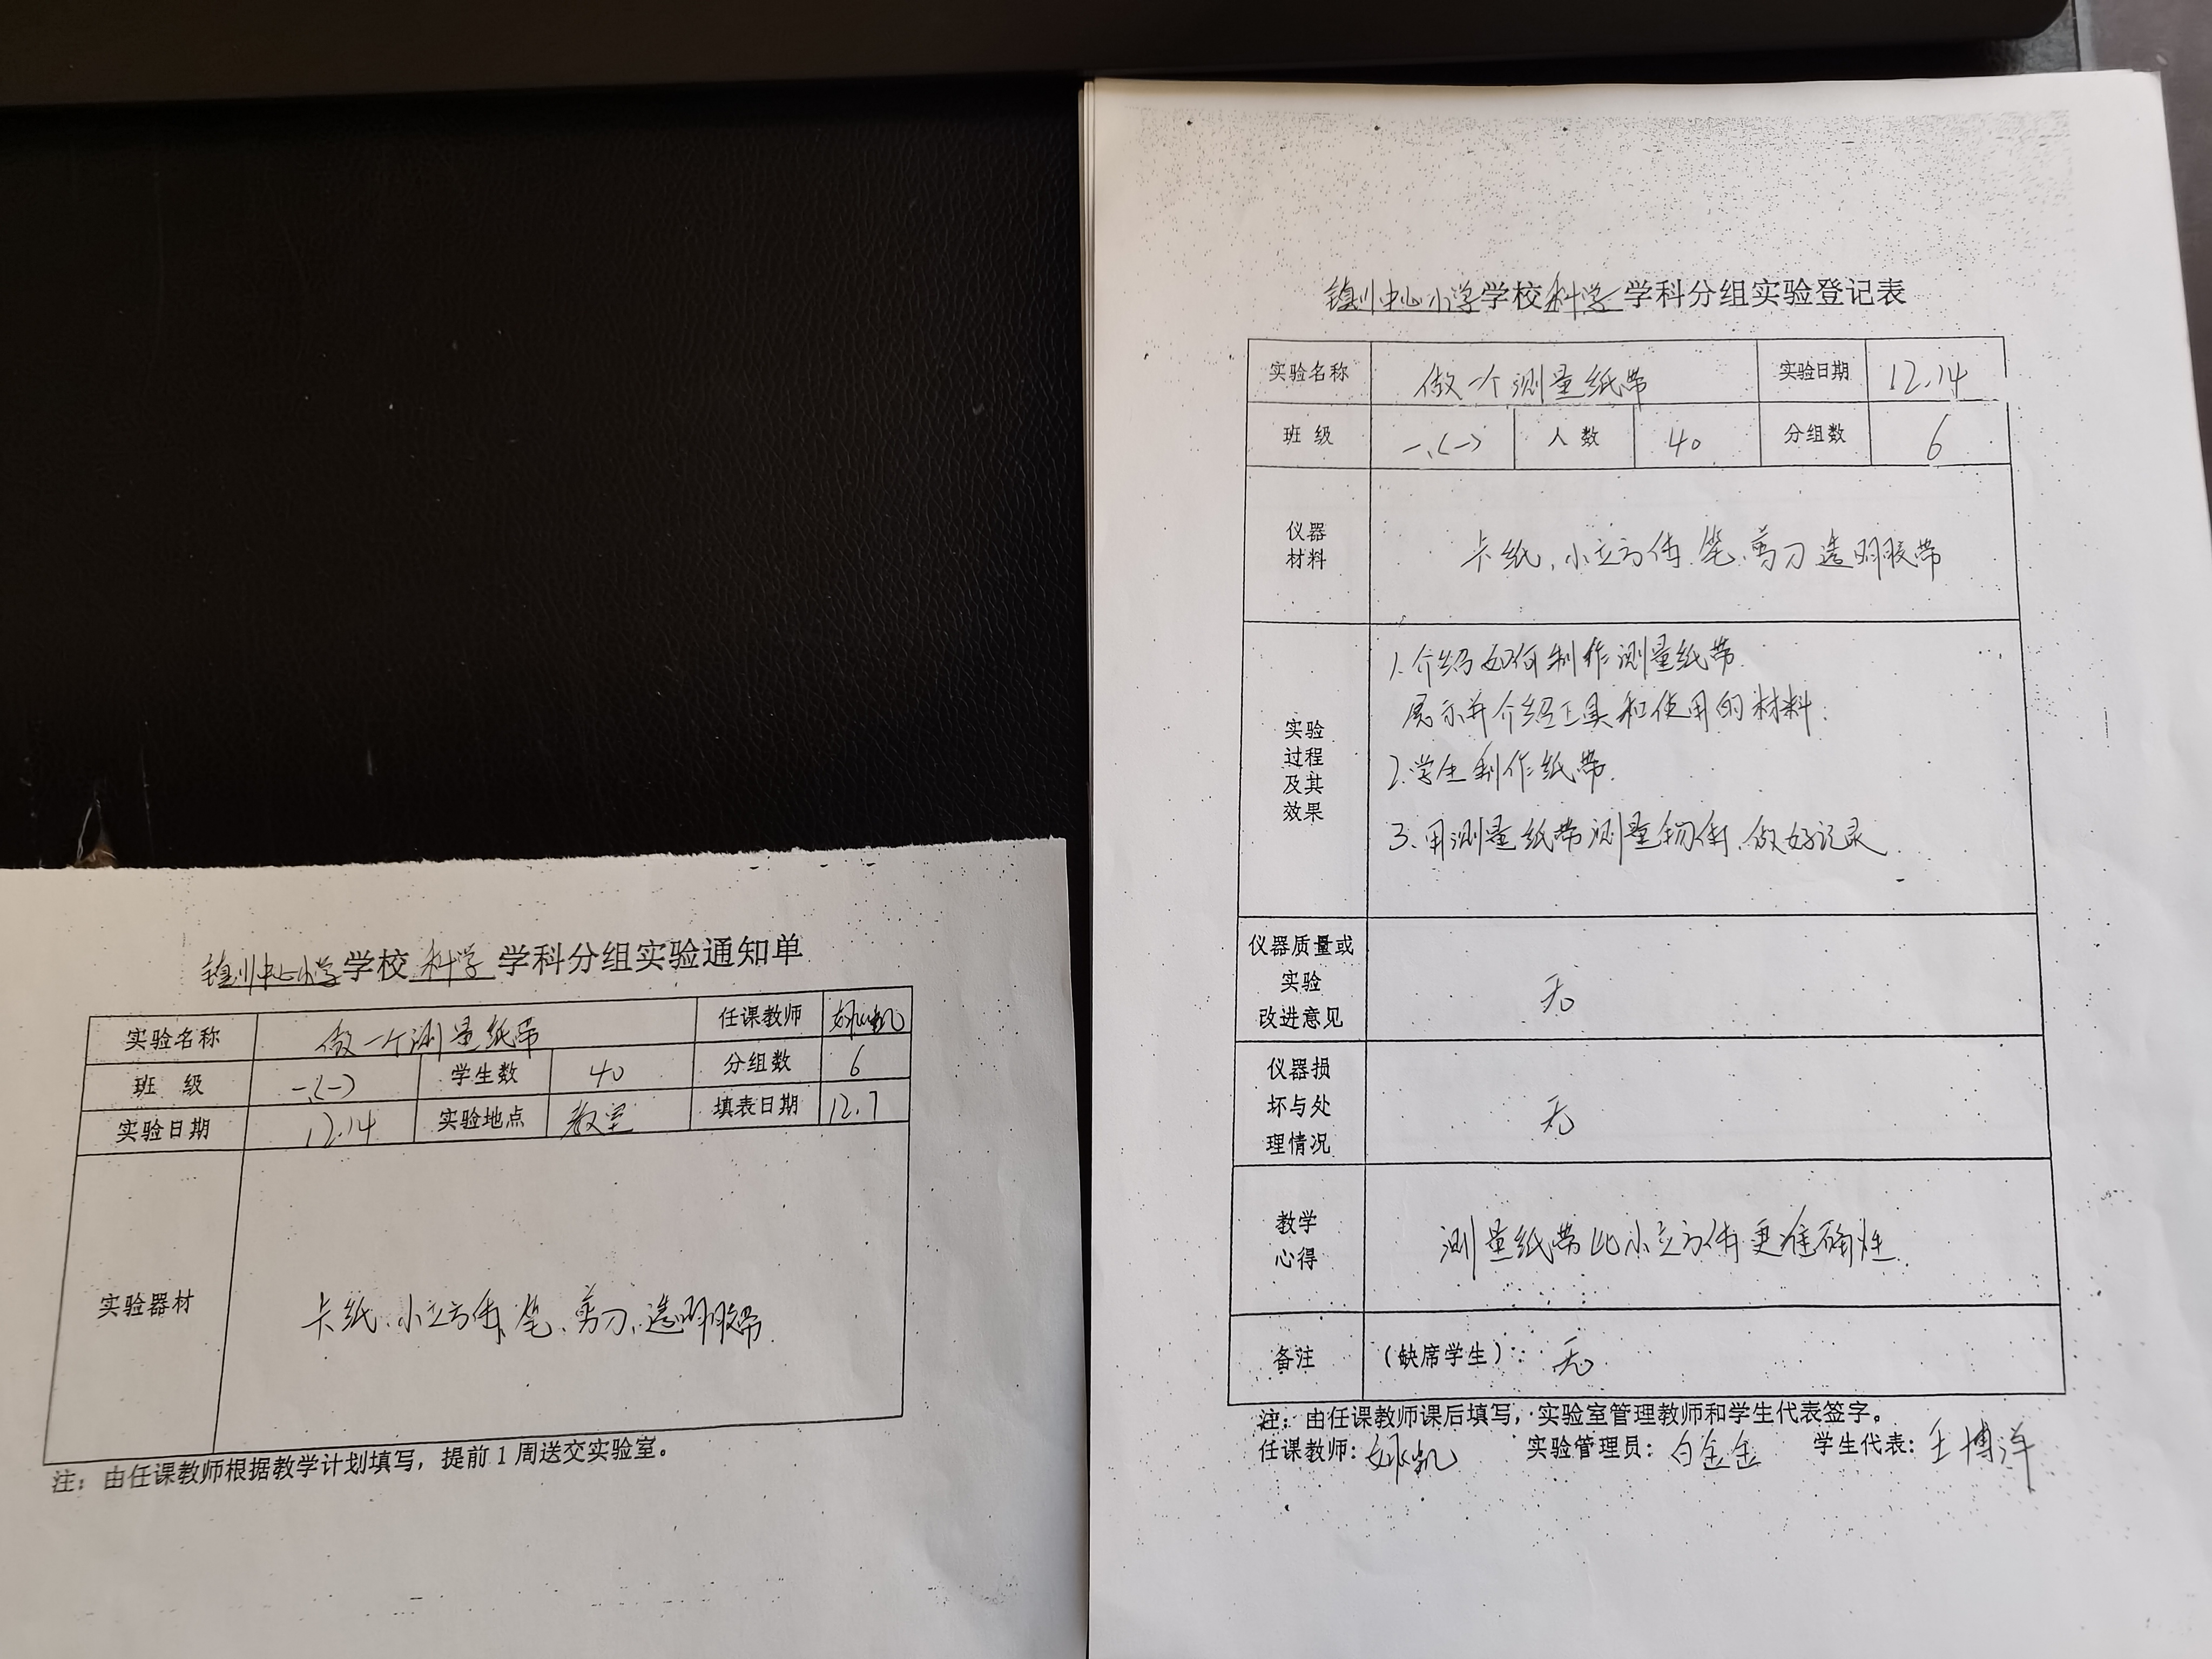 镇川中心小学学校科学学科分组实验通知单
实验名称 做一个测量纸带 任课教师 姚凯
班 级 一.(一) 学生数 40 分组数 6
实验日期 12.14 实验地点 教室 填表日期 12.7
实验器材 卡纸、小立方体、笔、剪刀、透明胶带
注：由任课教师根据教学计划填写，提前1周送交实验室。
镇川中心小学学校科学学科分组实验登记表
实验名称 做一个测量纸带 实验日期 12.14
班 级 一.(一) 人 数 40 分组数 6
仪器
材料
卡纸、小立方体.笔、剪刀透明胶带
实验
过程
及其
效果
1.介绍如何制作测量纸带.
展示并介绍工具和使用的材料.
2.学生制作纸带.
3.用测量纸带测量物体.做好记录
仪器质量或
实验
改进意见
无
仪器损
坏与处
理情况
无
教学
心得
测量纸带比小立方体更准确性.
备注 （缺席学生）：无
注：由任课教师课后填写，实验室管理教师和学生代表签字。
任课教师：姚凯 实验管理员：白金金 学生代表：王博洋